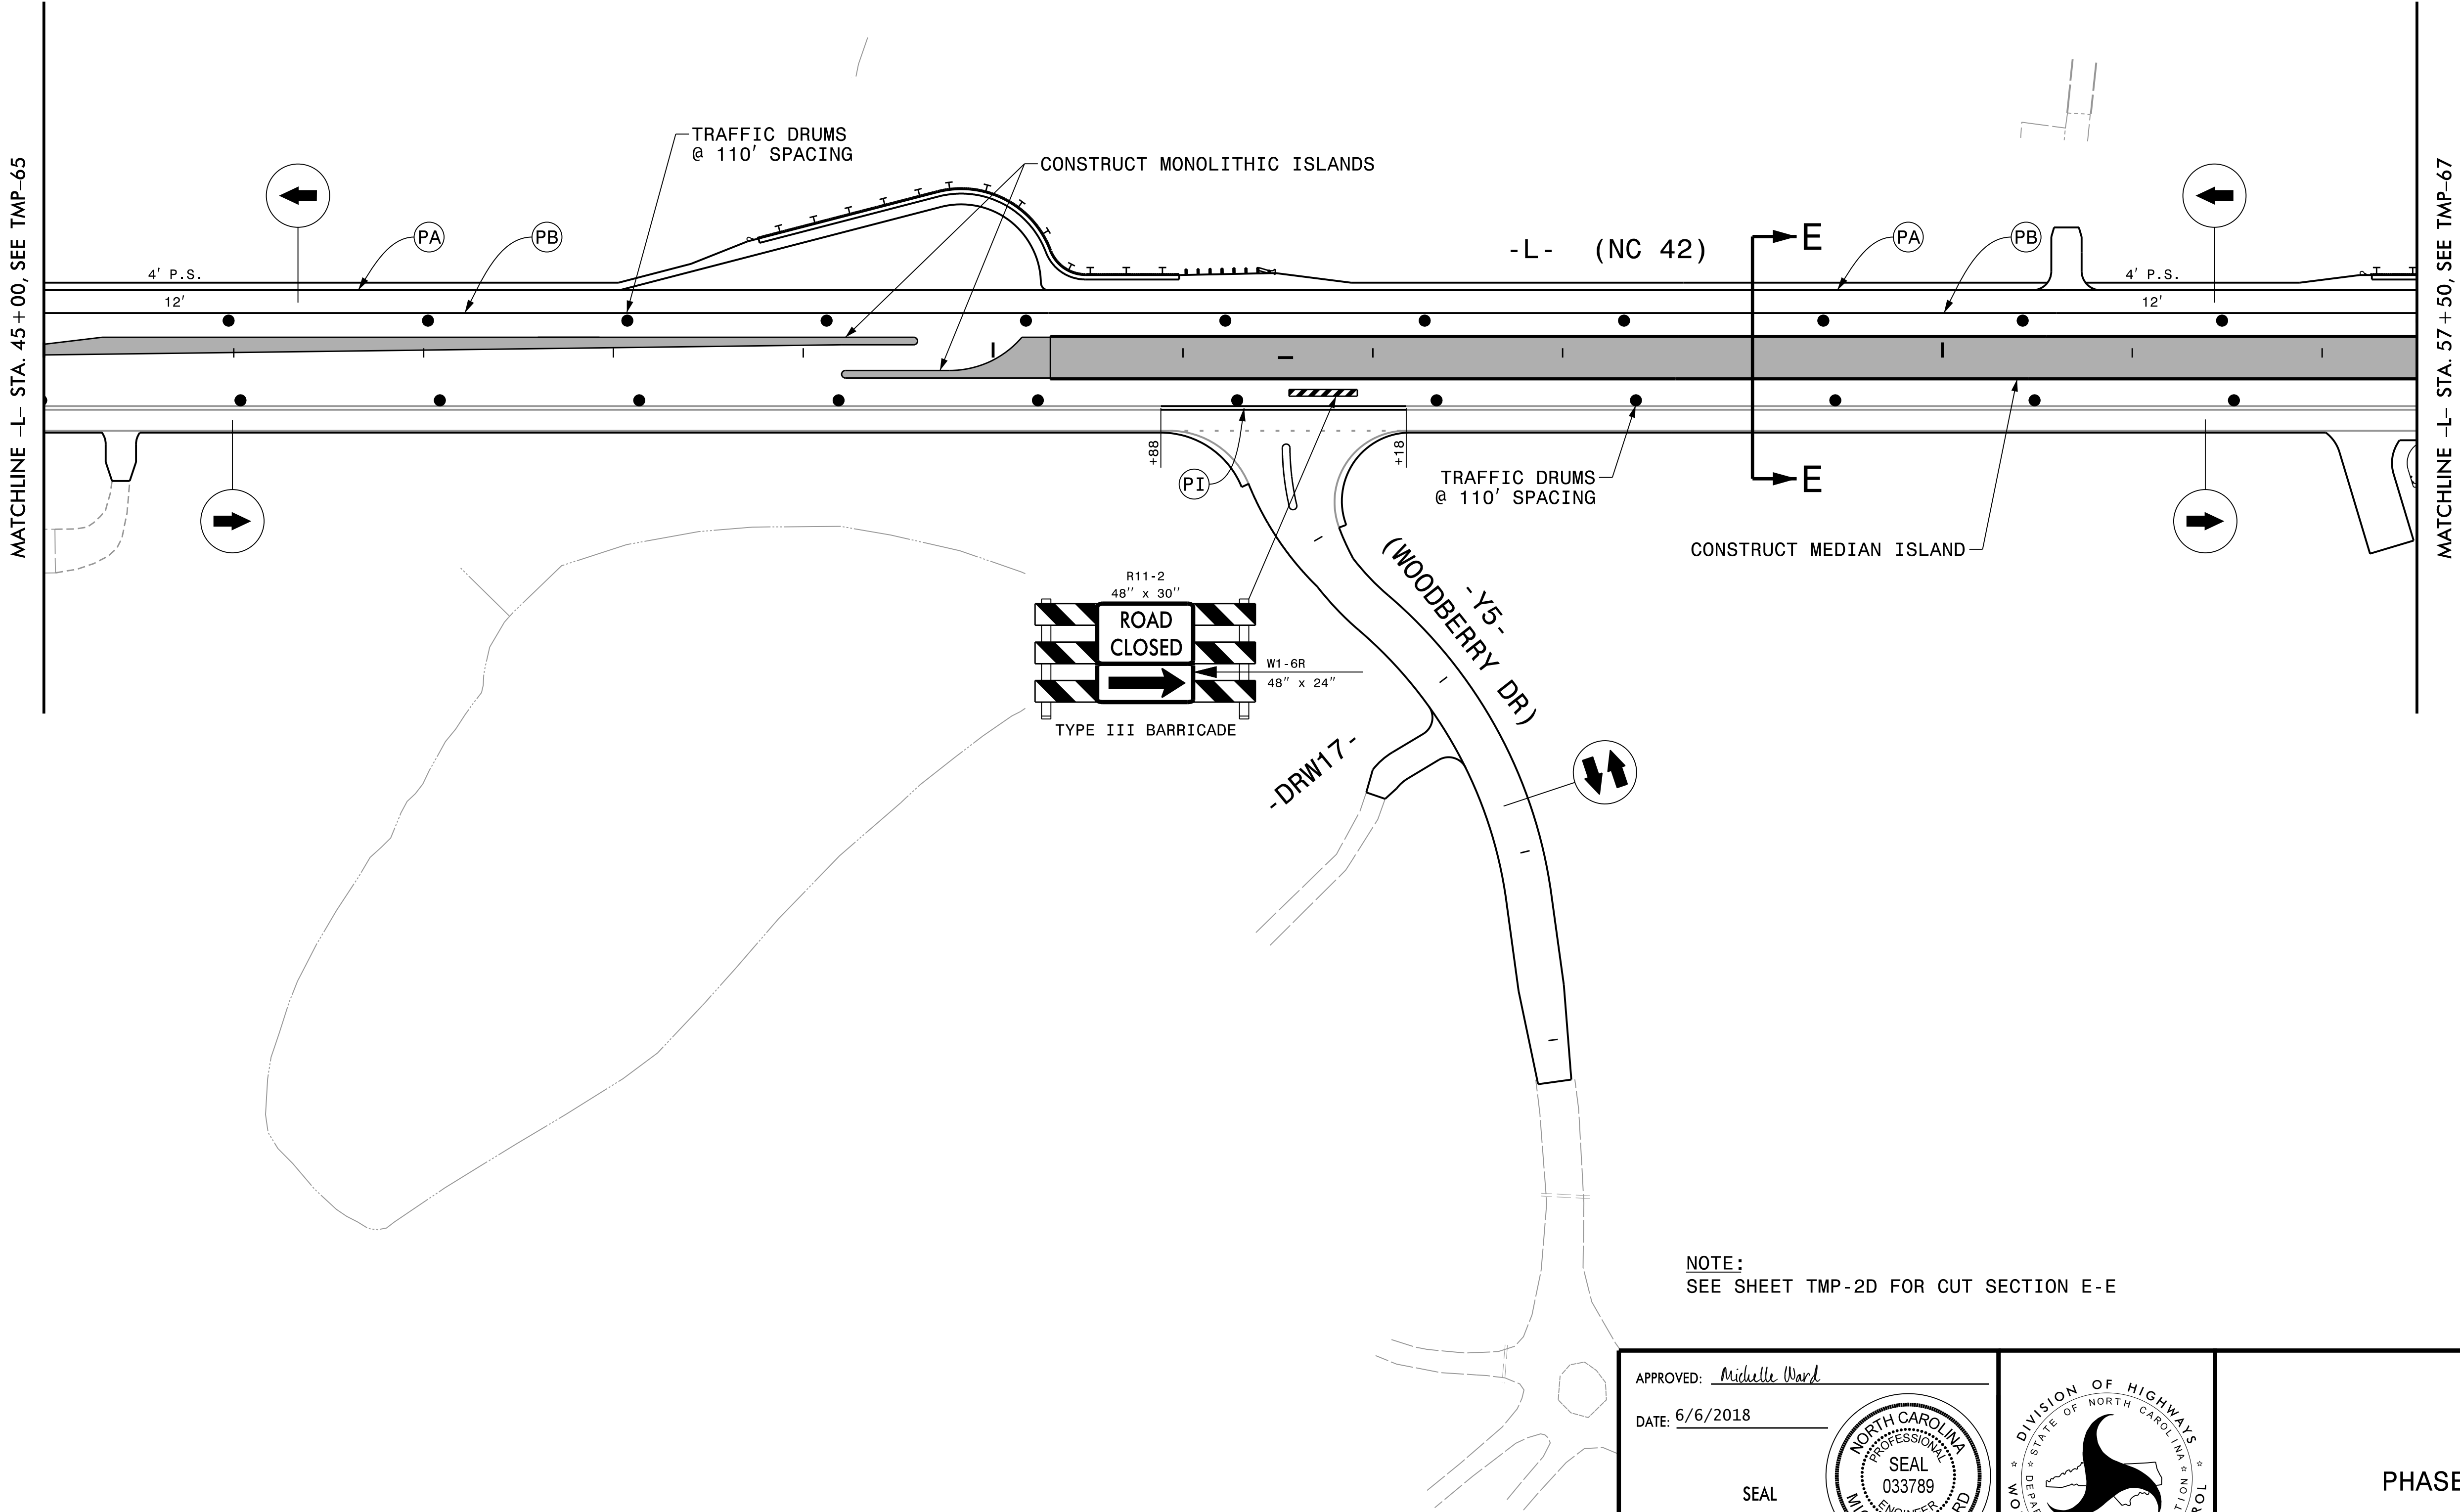 MATCHLINE –L– STA. 45+00, SEE TMP–65
TRAFFIC DRUMS
@ 110' SPACING
CONSTRUCT MONOLITHIC ISLANDS
PA
PB
4' P.S.
12'
-L- (NC 42)
E
PA
PB
4' P.S.
12'
MATCHLINE –L– STA. 57+50, SEE TMP–67
+88
+18
PI
TRAFFIC DRUMS
@ 110' SPACING
E
CONSTRUCT MEDIAN ISLAND
R11-2
48" x 30"
ROAD
CLOSED
W1-6R
48" x 24"
TYPE III BARRICADE
-Y5-
(WOODBERRY DR)
-DRW17-
NOTE:
SEE SHEET TMP-2D FOR CUT SECTION E-E
APPROVED: Michelle Ward
DATE: 6/6/2018
SEAL
NORTH CAROLINA
PROFESSIONAL
SEAL
033789
ENGINEER
DIVISION OF HIGHWAYS
STATE OF NORTH CAROLINA
PHASE